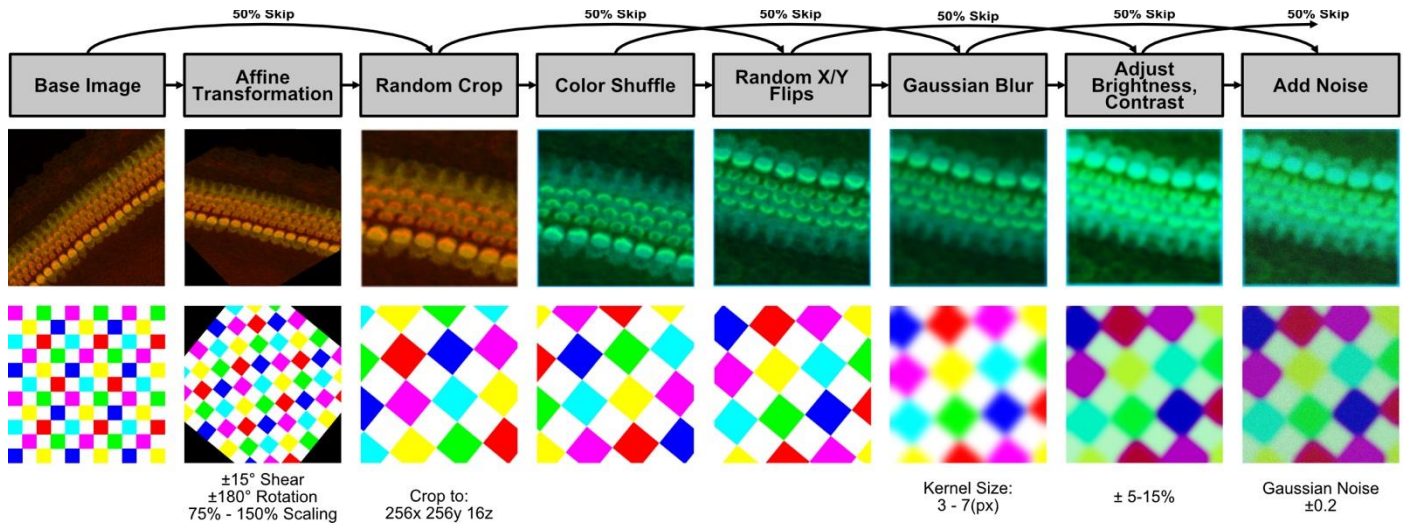 50% Skip
50% Skip
50% Skip
50% Skip
50% Skip
50% Skip
Base Image
Affine
Transformation
Random Crop
Color Shuffle
Random X/Y
Flips
Gaussian Blur
Adjust
Brightness,
Contrast
Add Noise
±15° Shear
±180° Rotation
75% - 150% Scaling
Crop to:
256x 256y 16z
Kernel Size:
3 - 7(px)
± 5-15%
Gaussian Noise
±0.2